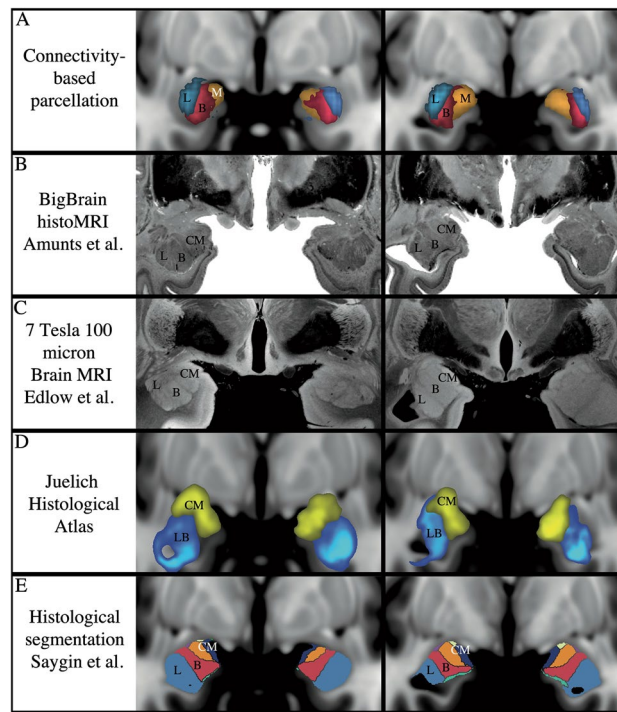 A
Connectivity-
based
parcellation
L
B
M
L
B
M
B
BigBrain
histoMRI
Amunts et al.
CM
L
B
CM
L
B
C
7 Tesla 100
micron
Brain MRI
Edlow et al.
CM
L
B
CM
B
L
D
Juelich
Histological
Atlas
CM
LB
CM
LB
E
Histological
segmentation
Saygin et al.
CM
L
B
CM
L
B